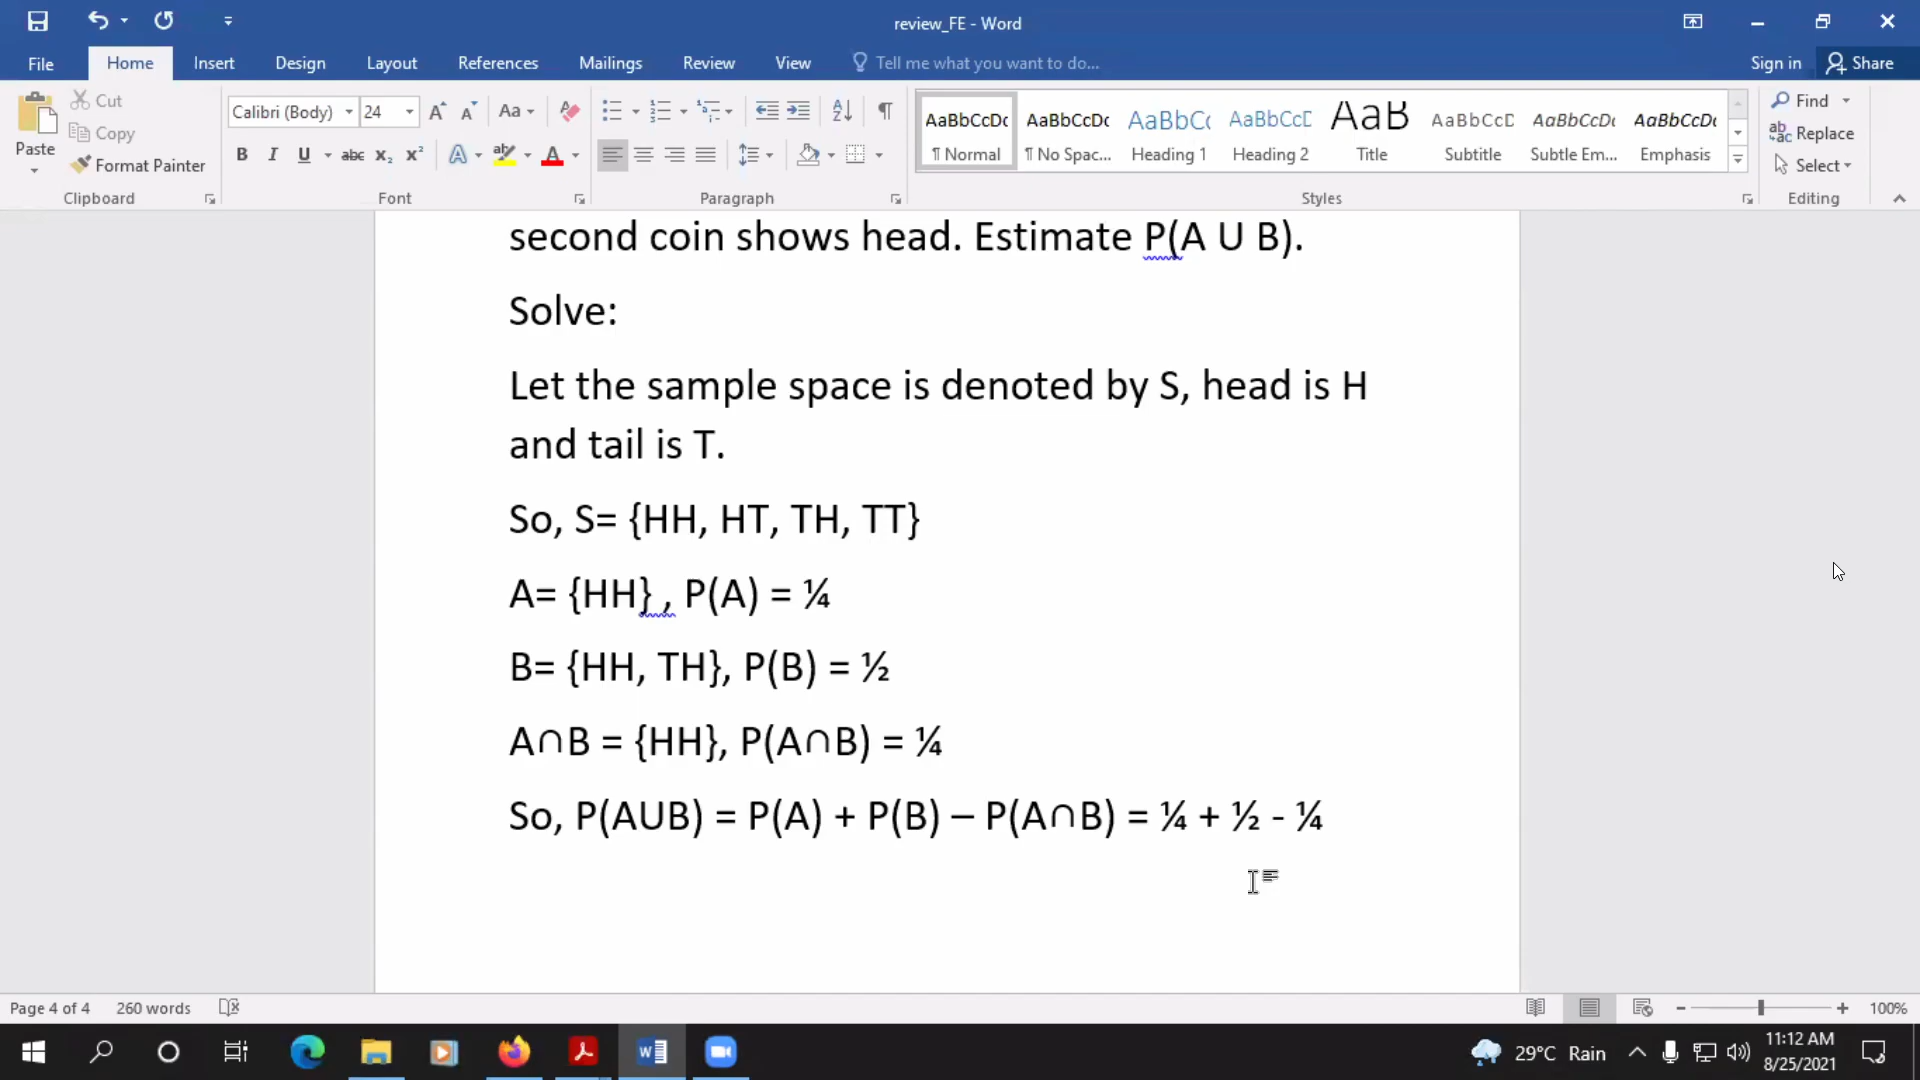 review_FE - Word
File Home Insert Design Layout References Mailings Review View Tell me what you want to do... Sign in Share
Paste
Cut
Copy
Format Painter
Clipboard
Calibri (Body) 24
Font
Paragraph
AaBbCcDc AaBbCcDc AaBbC AaBbCcD AaB AaBbCcD AaBbCcDc AaBbCcDc
¶ Normal ¶ No Spac... Heading 1 Heading 2 Title Subtitle Subtle Em... Emphasis
Styles
Find
Replace
Select
Editing
second coin shows head. Estimate P(A U B).
Solve:
Let the sample space is denoted by S, head is H
and tail is T.
So, S= {HH, HT, TH, TT}
A= {HH} , P(A) = ¼
B= {HH, TH}, P(B) = ½
A∩B = {HH}, P(A∩B) = ¼
So, P(AUB) = P(A) + P(B) – P(A∩B) = ¼ + ½ - ¼
Page 4 of 4 260 words 100%
29°C Rain 11:12 AM
8/25/2021